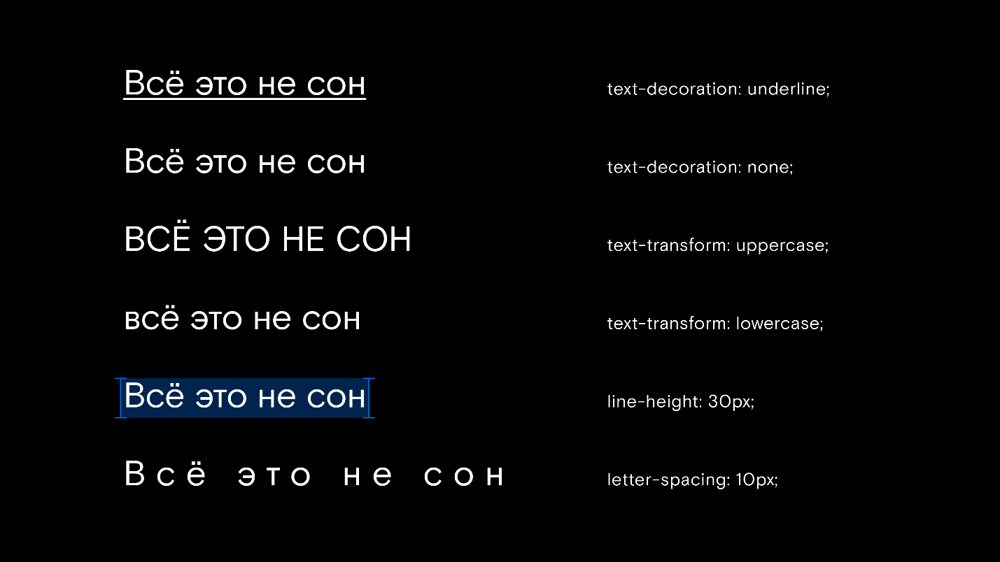 Всё это не сон text-decoration: underline;
Всё это не сон text-decoration: none;
ВСЁ ЭТО НЕ СОН text-transform: uppercase;
всё это не сон text-transform: lowercase;
Всё это не сон line-height: 30px;
Всё это не сон letter-spacing: 10px;